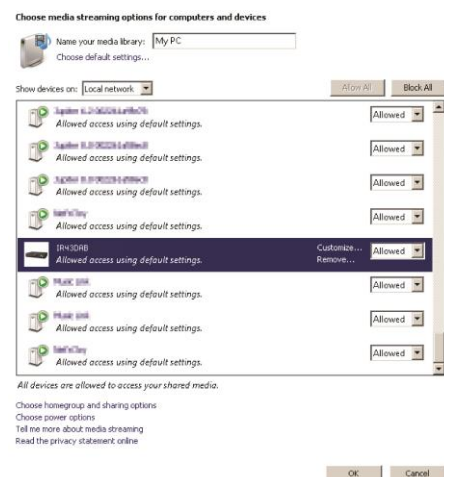 Choose media streaming options for computers and devices
Name your media library: My PC
Choose default settings...
Show devices on: Local network Allow All Block All
Allowed
Allowed access using default settings.
Allowed
Allowed access using default settings.
Allowed
Allowed access using default settings.
Allowed
Allowed access using default settings.
IR43DAB Customize... Allowed
Allowed access using default settings. Remove...
Allowed
Allowed access using default settings.
Allowed
Allowed access using default settings.
Allowed
Allowed access using default settings.
All devices are allowed to access your shared media.
Choose homegroup and sharing options
Choose power options
Tell me more about media streaming
Read the privacy statement online
OK Cancel